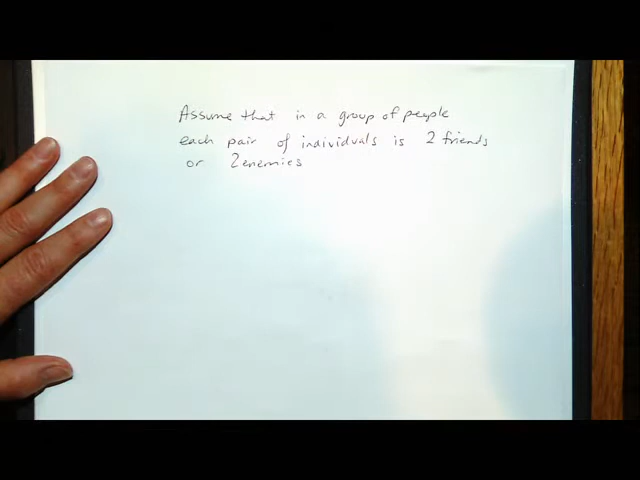 Assume that in a group of people
each pair of individuals is 2 friends
or 2 enemies